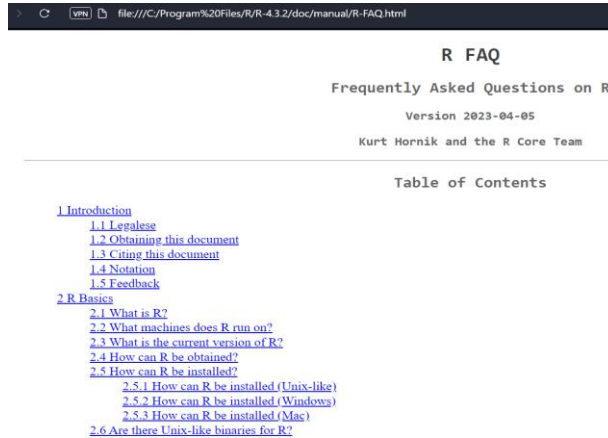 VPN file:///C:/Program%20Files/R/R-4.3.2/doc/manual/R-FAQ.html
R FAQ
Frequently Asked Questions on R
Version 2023-04-05
Kurt Hornik and the R Core Team
Table of Contents
1 Introduction
1.1 Legalese
1.2 Obtaining this document
1.3 Citing this document
1.4 Notation
1.5 Feedback
2 R Basics
2.1 What is R?
2.2 What machines does R run on?
2.3 What is the current version of R?
2.4 How can R be obtained?
2.5 How can R be installed?
2.5.1 How can R be installed (Unix-like)
2.5.2 How can R be installed (Windows)
2.5.3 How can R be installed (Mac)
2.6 Are there Unix-like binaries for R?